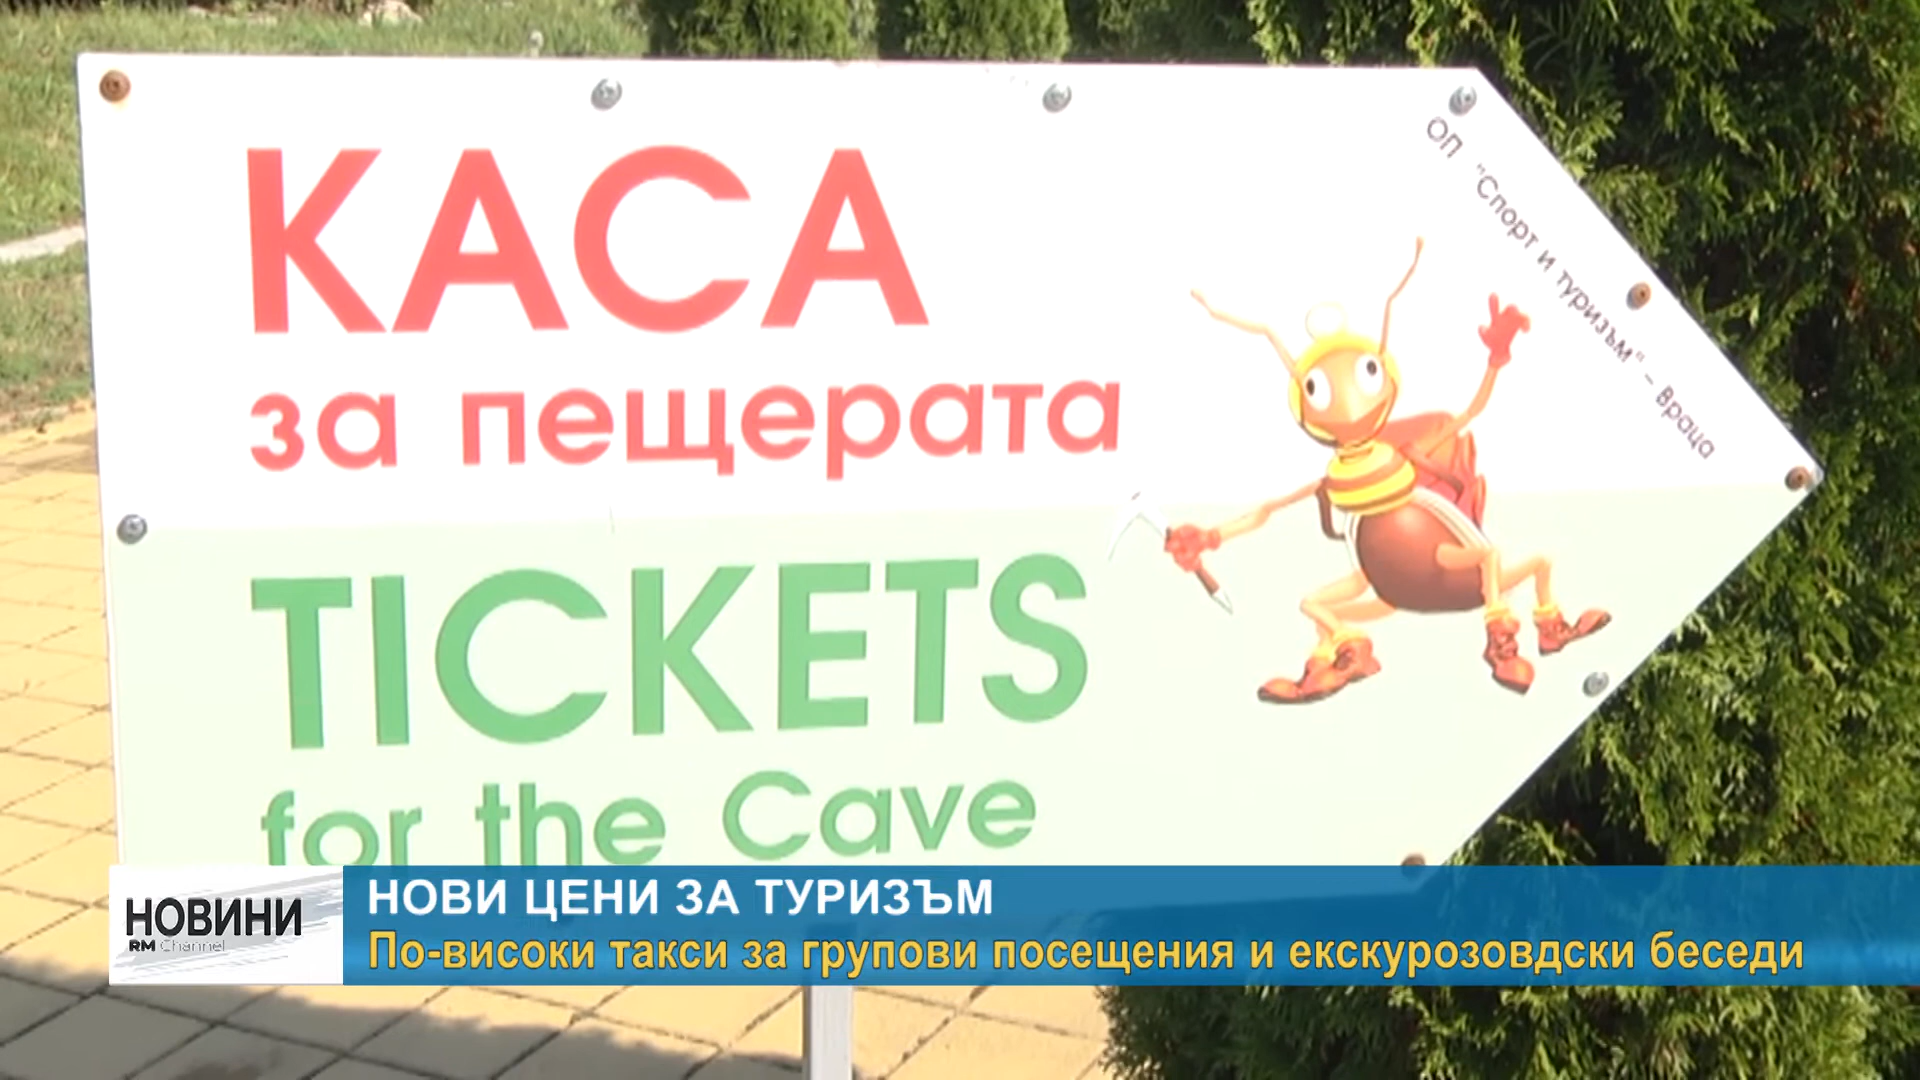 КАСА
за пещерата
ОП "Спорт и туризъм" – Враца
TICKETS
for the Cave
НОВИНИ
RM Channel
НОВИ ЦЕНИ ЗА ТУРИЗЪМ
По-високи такси за групови посещения и екскурозовдски беседи